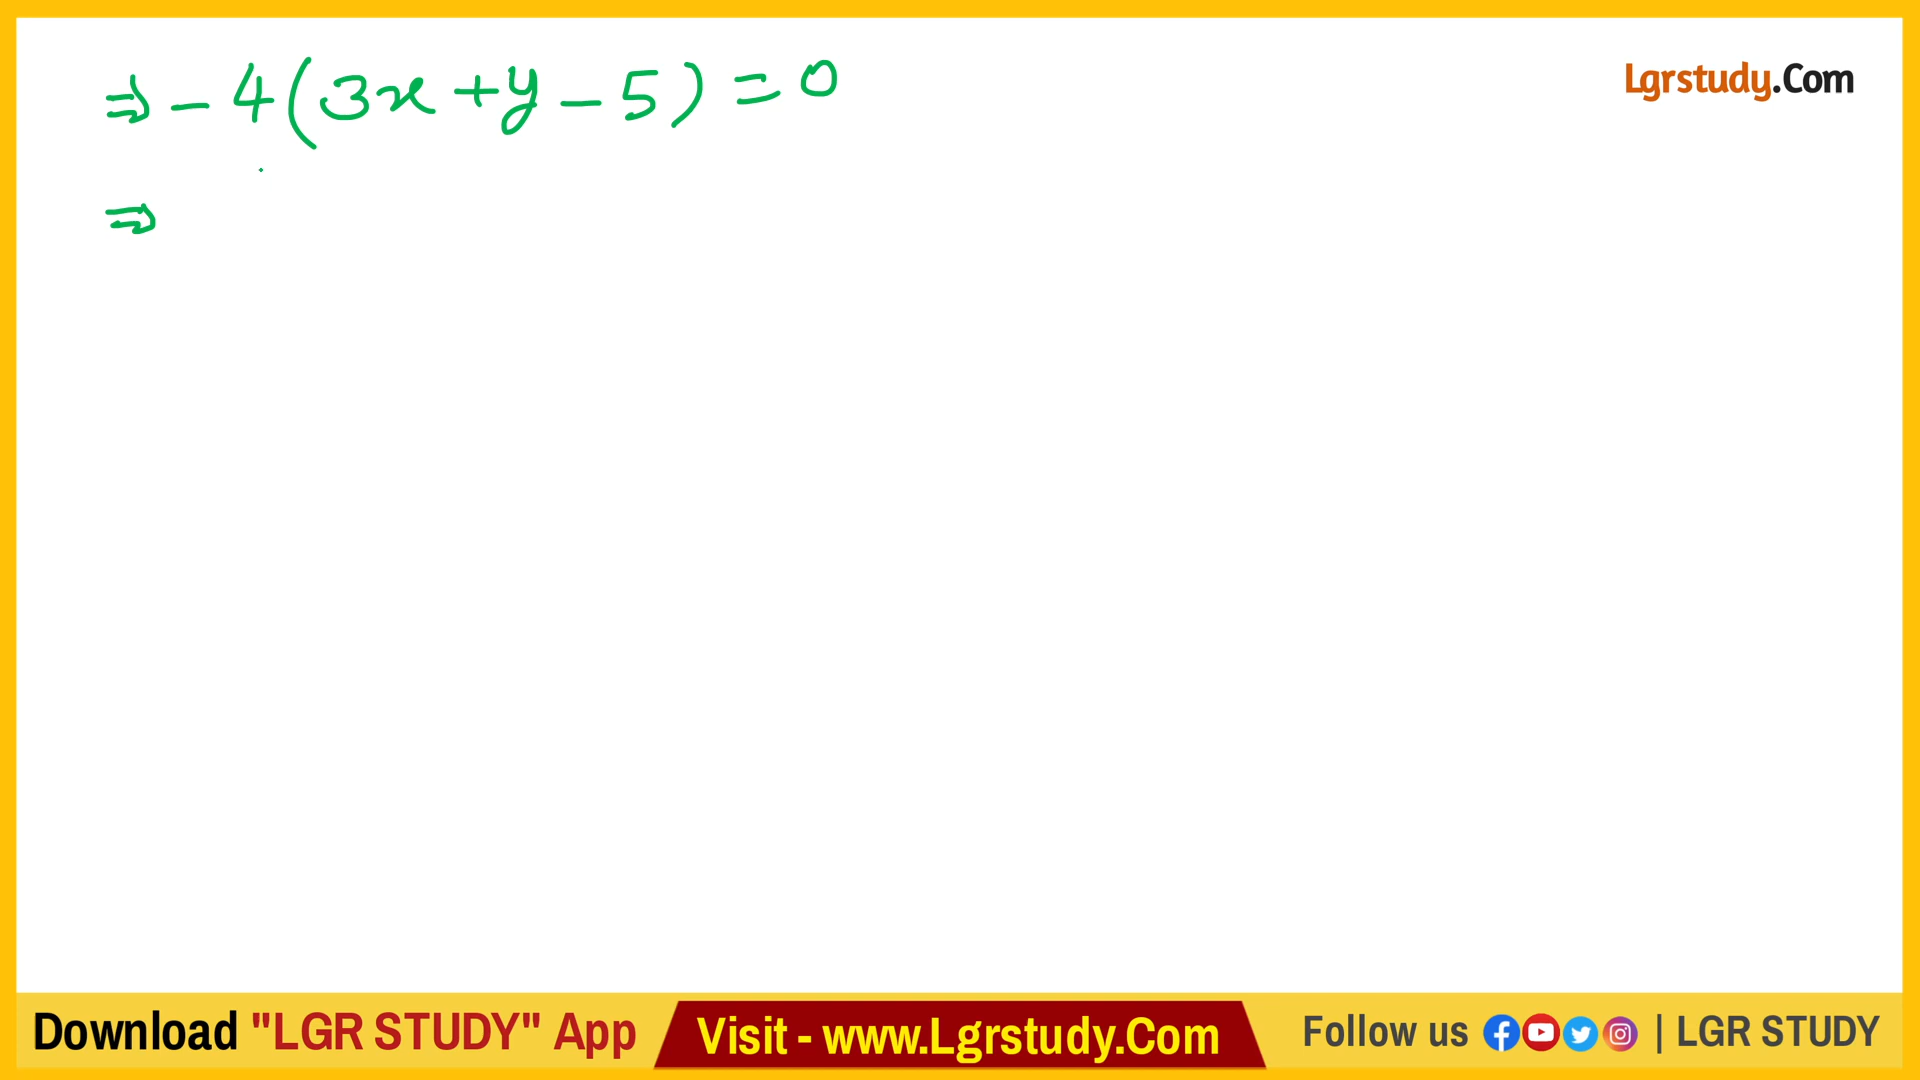 ⇒ - 4(3x + y - 5) = 0
Lgrstudy.Com
⇒
Download "LGR STUDY" App
Visit - www.Lgrstudy.Com
Follow us | LGR STUDY